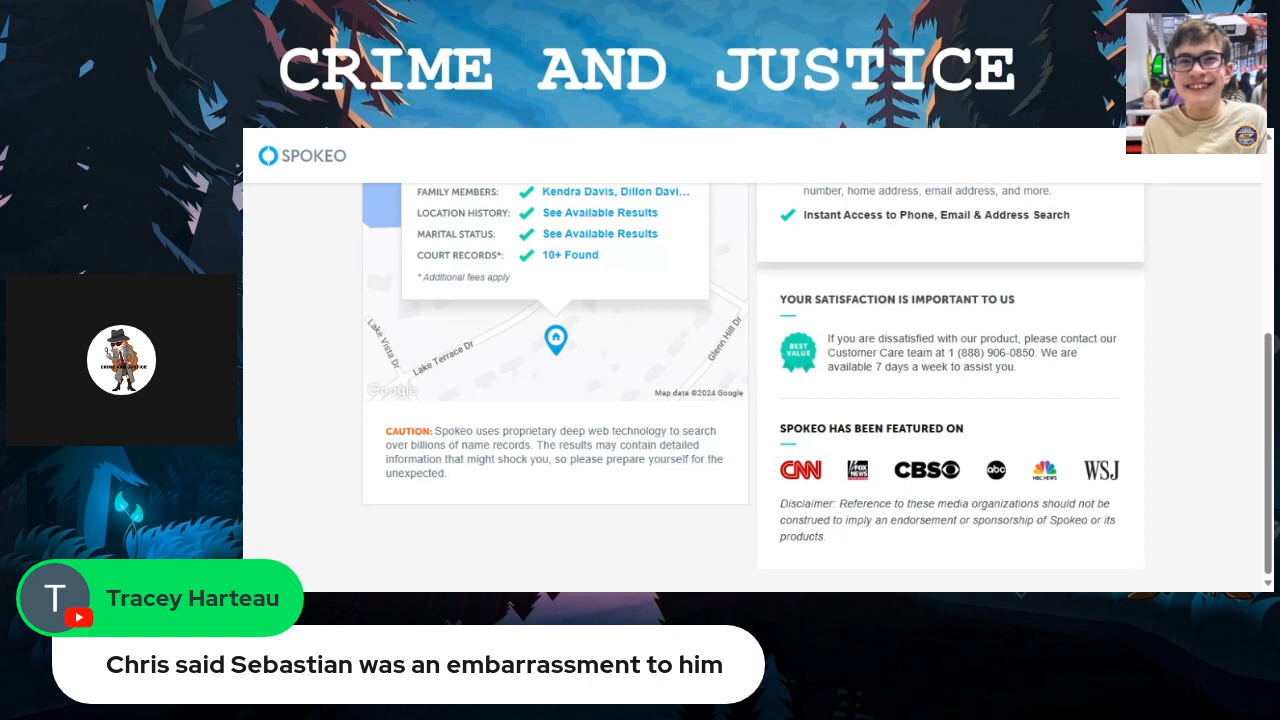 CRIME AND JUSTICE
SPOKEO
FAMILY MEMBERS: Kendra Davis, Dillon Davi...
LOCATION HISTORY: See Available Results
MARITAL STATUS: See Available Results
COURT RECORDS*: 10+ Found
* Additional fees apply
Lake Vista Dr
Lake Terrace Dr
Glenn Hill Dr
Google
Map data ©2024 Google
CAUTION: Spokeo uses proprietary deep web technology to search
over billions of name records. The results may contain detailed
information that might shock you, so please prepare yourself for the
unexpected.
number, home address, email address, and more.
Instant Access to Phone, Email & Address Search
YOUR SATISFACTION IS IMPORTANT TO US
BEST
VALUE
If you are dissatisfied with our product, please contact our
Customer Care team at 1 (888) 906-0850. We are
available 7 days a week to assist you.
SPOKEO HAS BEEN FEATURED ON
CNN FOX NEWS CBS abc NBC NEWS WSJ
Disclaimer: Reference to these media organizations should not be
construed to imply an endorsement or sponsorship of Spokeo or its
products.
CRIME AND JUSTICE
T
Tracey Harteau
Chris said Sebastian was an embarrassment to him